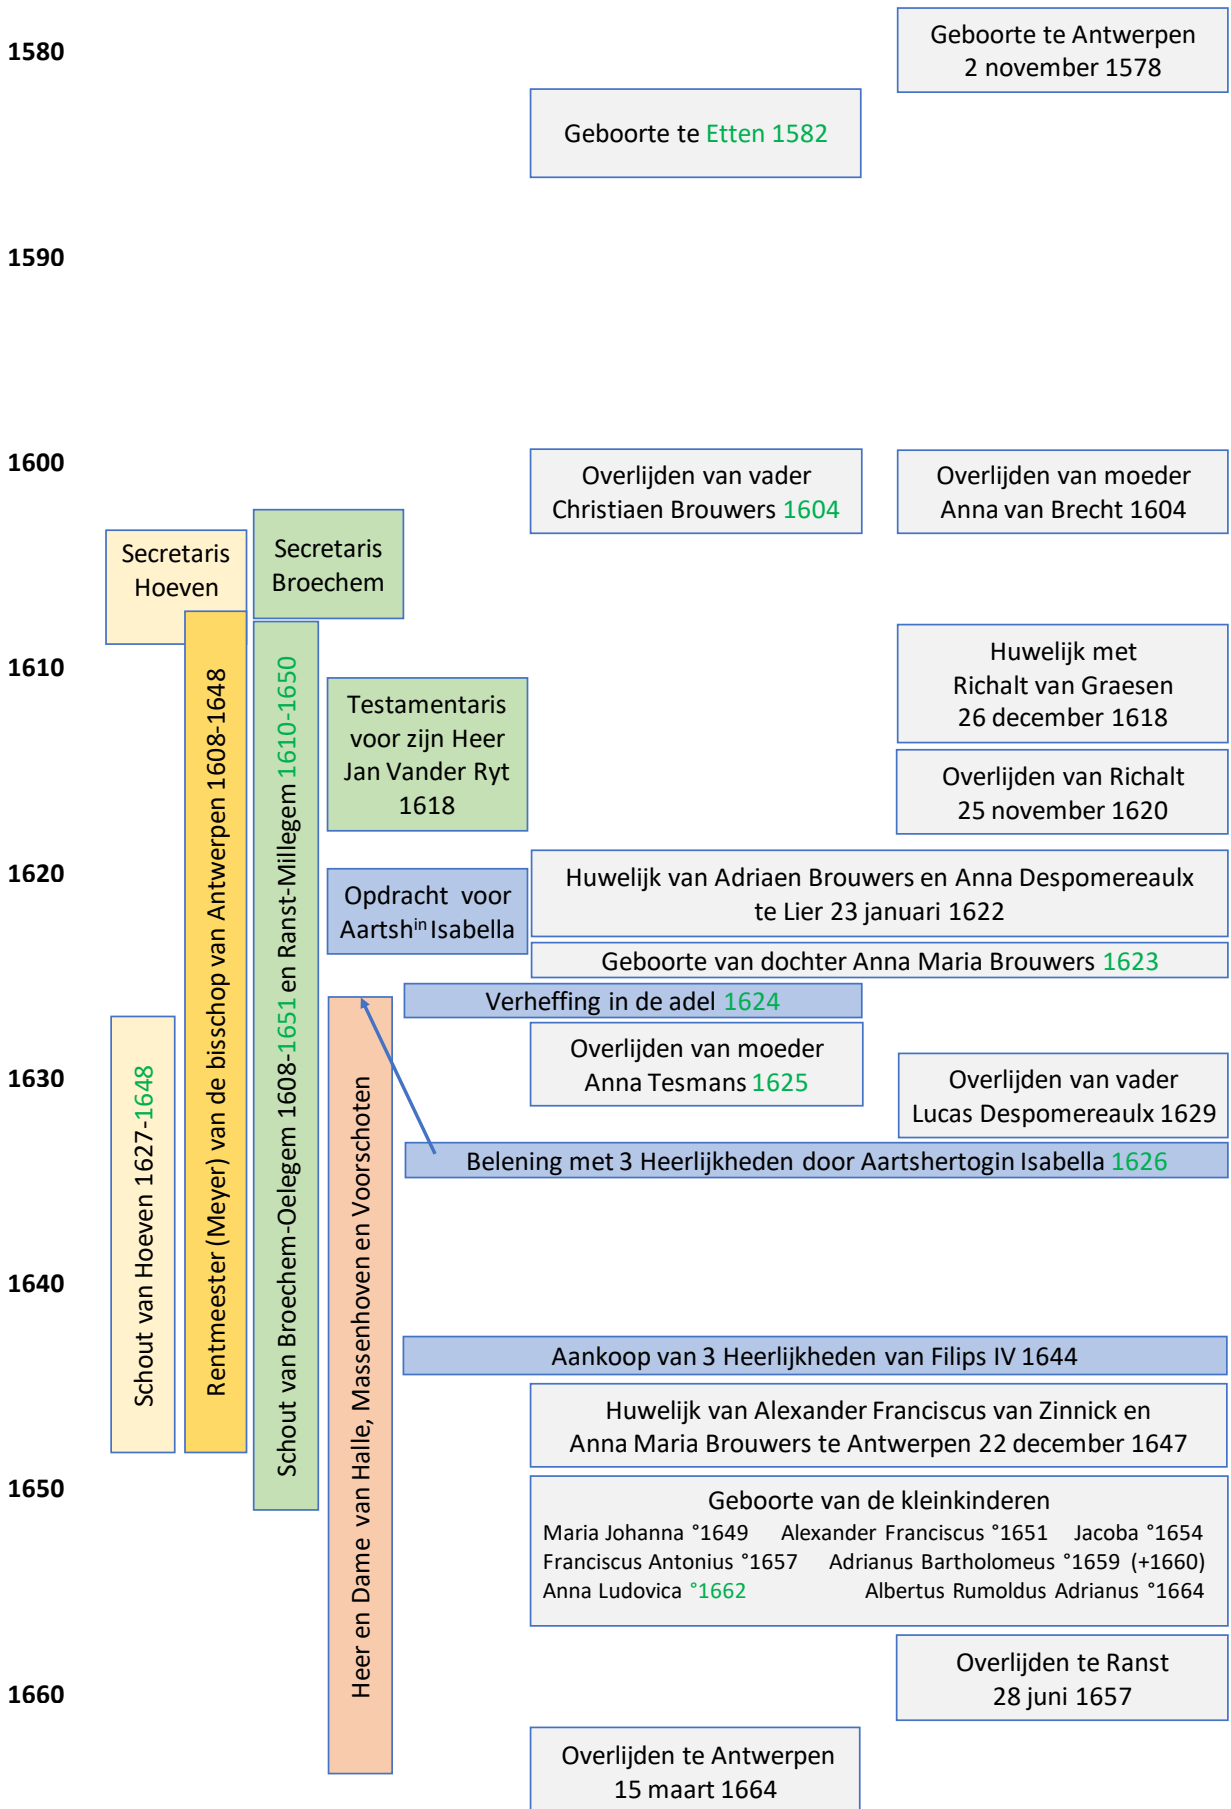 1580
Geboorte te Antwerpen
2 november 1578
Geboorte te Etten 1582
1590
1600
Overlijden van vader
Christiaen Brouwers 1604
Overlijden van moeder
Anna van Brecht 1604
Secretaris
Hoeven
Secretaris
Broechem
1610
Huwelijk met
Richalt van Graesen
26 december 1618
Testamentaris
voor zijn Heer
Jan Vander Ryt
1618
Overlijden van Richalt
25 november 1620
Rentmeester (Meyer) van de bisschop van Antwerpen 1608-1648
Schout van Broechem-Oelegem 1608-1651 en Ranst-Millegem 1610-1650
1620
Opdracht voor
Aartshin Isabella
Huwelijk van Adriaen Brouwers en Anna Despomereaulx
te Lier 23 januari 1622
Geboorte van dochter Anna Maria Brouwers 1623
Verheffing in de adel 1624
Overlijden van moeder
Anna Tesmans 1625
1630
Overlijden van vader
Lucas Despomereaulx 1629
Belening met 3 Heerlijkheden door Aartshertogin Isabella 1626
Schout van Hoeven 1627-1648
Heer en Dame van Halle, Massenhoven en Voorschoten
1640
Aankoop van 3 Heerlijkheden van Filips IV 1644
Huwelijk van Alexander Franciscus van Zinnick en
Anna Maria Brouwers te Antwerpen 22 december 1647
1650
Geboorte van de kleinkinderen
Maria Johanna °1649 Alexander Franciscus °1651 Jacoba °1654
Franciscus Antonius °1657 Adrianus Bartholomeus °1659 (+1660)
Anna Ludovica °1662 Albertus Rumoldus Adrianus °1664
1660
Overlijden te Ranst
28 juni 1657
Overlijden te Antwerpen
15 maart 1664